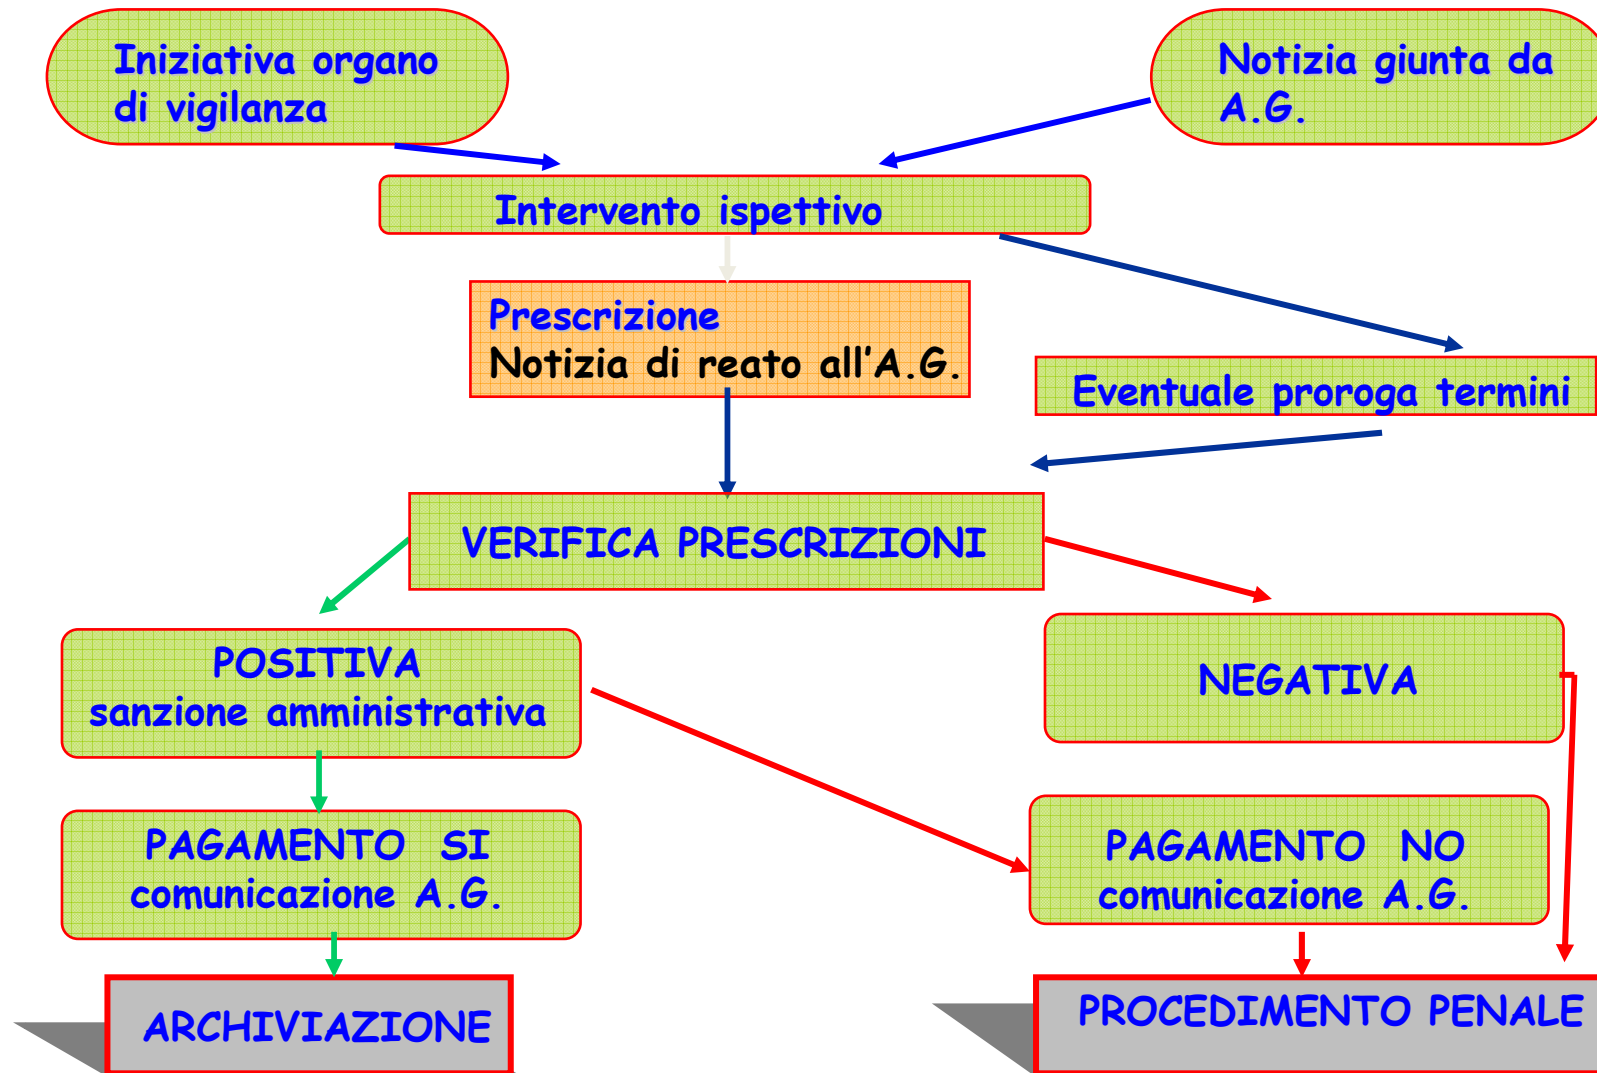 Iniziativa organo
di vigilanza
Notizia giunta da
A.G.
Intervento ispettivo
Prescrizione
Notizia di reato all'A.G.
Eventuale proroga termini
VERIFICA PRESCRIZIONI
POSITIVA
sanzione amministrativa
NEGATIVA
PAGAMENTO SI
comunicazione A.G.
PAGAMENTO NO
comunicazione A.G.
ARCHIVIAZIONE
PROCEDIMENTO PENALE